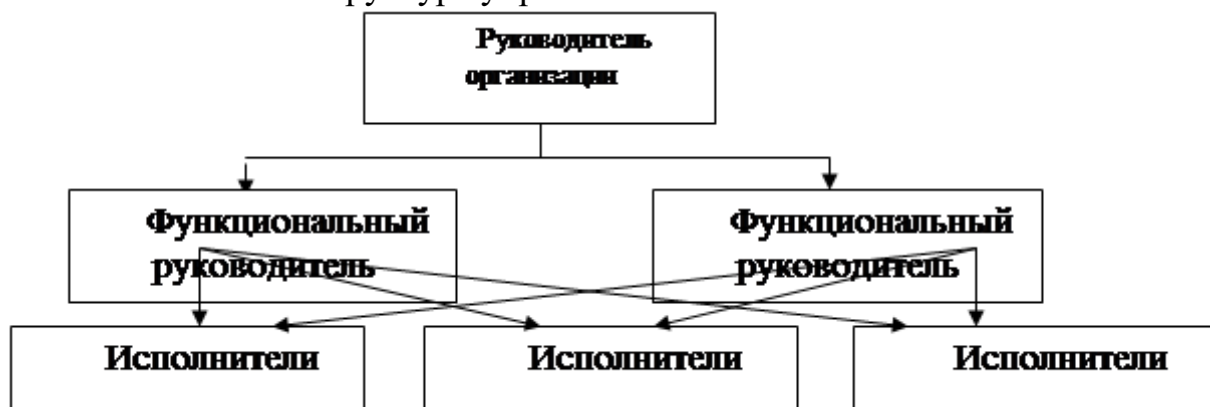 Руководитель
организации
Функциональный
руководитель
Функциональный
руководитель
Исполнители
Исполнители
Исполнители